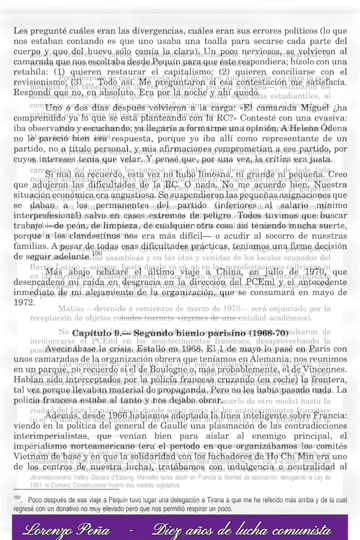 Les pregunté cuáles eran las divergencias, cuáles eran sus errores políticos (lo que
nos estaban contando es que uno usaba una toalla para secarse cada parte del
cuerpo y que del huevo sólo comía la clara). Un poco nerviosos, se volvieron al
camarada que nos escoltaba desde Pequín para que éste respondiera; hízolo con una
retahíla: (1) quieren restaurar el capitalismo; (2) quieren conciliarse con el
revisionismo; (3) … Todo así. Me preguntaron si esa contestación me satisfacía.
Respondí que no, en absoluto. Era por la noche y ahí quedó...
Uno o dos días después volvieron a la carga: «El camarada Miguel ¿ha
comprendido ya lo que se está planteando con la RC?» Contesté con una evasiva:
iba observando y escuchando; ya llegaría a formarme una opinión. A Helena Ódena
no le pareció bien esa respuesta, porque yo iba allí como representante de un
partido, no a título personal, y mis afirmaciones comprometían a ese partido, por
cuyos intereses tenía que velar. Y pensé que, por una vez, la crítica era justa.
Si mal no recuerdo, esta vez no hubo limosna, ni grande ni pequeña. Creo
que adujeron las dificultades de la RC. O nada. No me acuerdo bien. Nuestra
situación económica era angustiosa. Se suspendieron las pequeñas asignaciones que
se daban a los permanentes del partido (inferiores al salario mínimo
interprofesional) salvo en casos extremos de peligro. Todos tuvimos que buscar
trabajo —de peón, de limpieza, de cualquier otra cosa así teniendo mucha suerte,
porque a los clandestinos nos era más difícil— o acudir al socorro de nuestras
familias. A pesar de todas esas dificultades prácticas, teníamos una firme decisión
de seguir adelante.100
Más abajo relataré el último viaje a China, en julio de 1970, que
desencadenó mi caída en desgracia en la dirección del PCEml y el antecedente
inmediato de mi alejamiento de la organización, que se consumará en mayo de
1972.
Capítulo 9.— Segundo bienio parisino (1968-70)
Avecinábase la crisis. Estalló en 1968. El 1 de mayo lo pasé en París con
unos camaradas de la organización obrera que teníamos en Alemania; nos reunimos
en un parque, no recuerdo si el de Boulogne o, más probablemente, el de Vincennes.
Habían sido interceptados por la policía francesa cruzando (en coche) la frontera,
tal vez porque llevaban material de propaganda. Pero no les había pasado nada. La
policía francesa estaba al tanto y nos dejaba obrar.
Además, desde 1966 habíamos adoptado la línea inteligente sobre Francia:
viendo en la política del general de Gaulle una plasmación de las contradicciones
interimperialistas, que venían bien para aislar al enemigo principal, el
imperialismo norteamericano (era el período en que organizábamos los comités
Vietnam de base y en que la solidaridad con los luchadores de Ho Chi Min era uno
de los centros de nuestra lucha), tratábamos con indulgencia o neutralidad al
100. Poco después de ese viaje a Pequín tuvo lugar una delegación a Tirana a que me he referido más arriba y de la cual
regresé con un donativo no muy elevado pero que nos permitió respirar un poco.
Lorenzo Peña - Diez años de lucha comunista